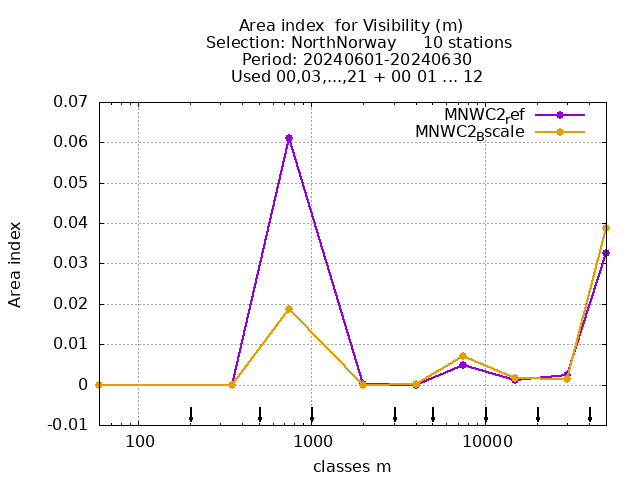 Area index  for Visibility (m)
Selection: NorthNorway     10 stations
Period: 20240601-20240630
Used 00,03,...,21 + 00 01 ... 12
MNWC2ref
MNWC2Bscale
0.07
0.06
0.05
0.04
0.03
0.02
0.01
0
-0.01
Area index
100
1000
10000
classes m